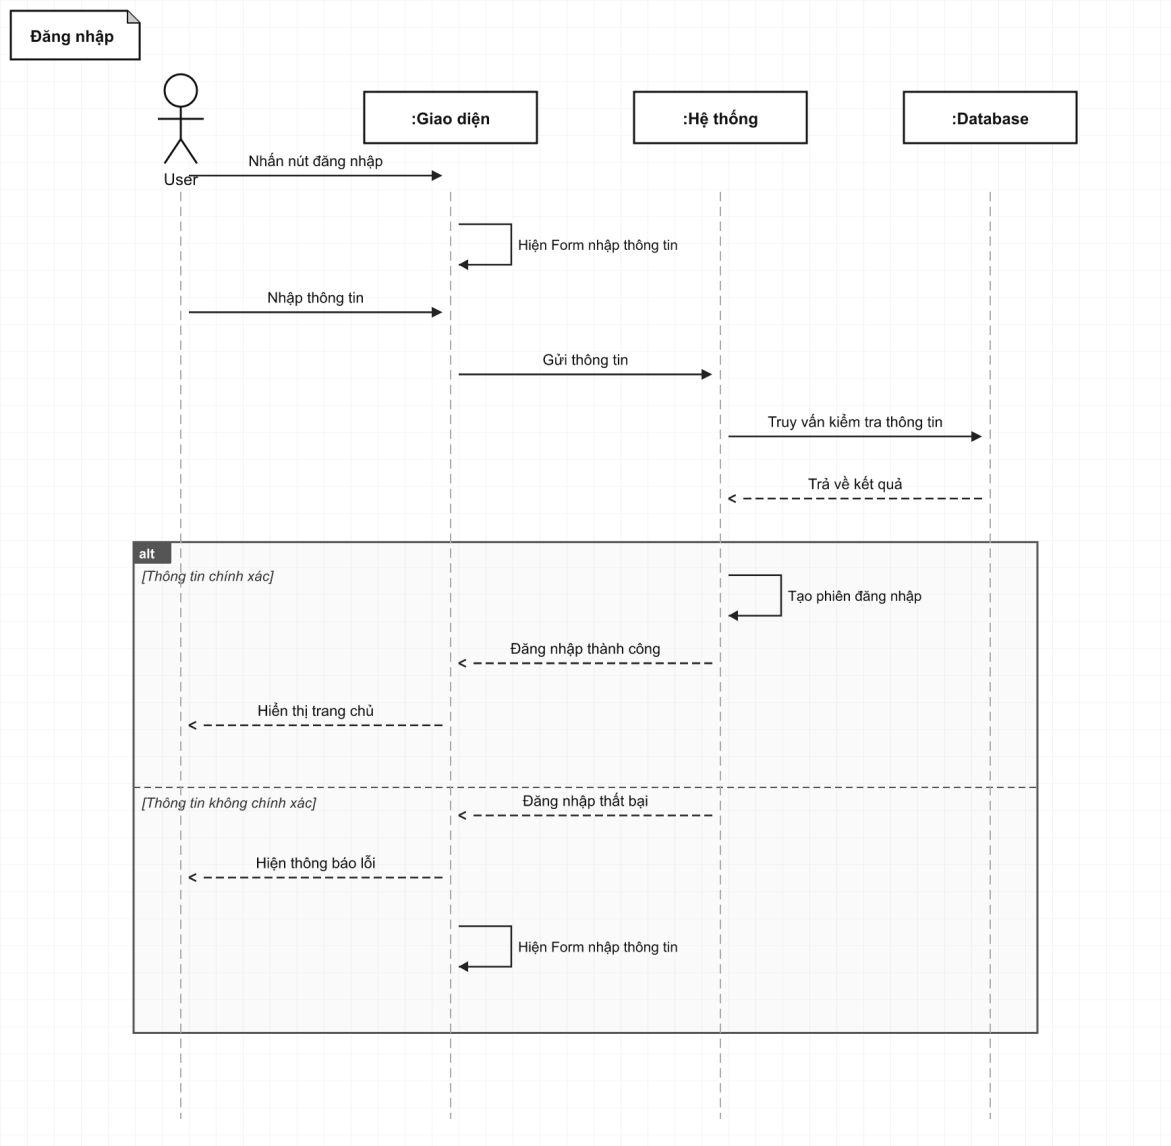 Đăng nhập
User
:Giao diện
:Hệ thống
:Database
Nhấn nút đăng nhập
Hiện Form nhập thông tin
Nhập thông tin
Gửi thông tin
Truy vấn kiểm tra thông tin
Trả về kết quả
alt
[Thông tin chính xác]
Tạo phiên đăng nhập
Đăng nhập thành công
Hiển thị trang chủ
[Thông tin không chính xác]
Đăng nhập thất bại
Hiện thông báo lỗi
Hiện Form nhập thông tin